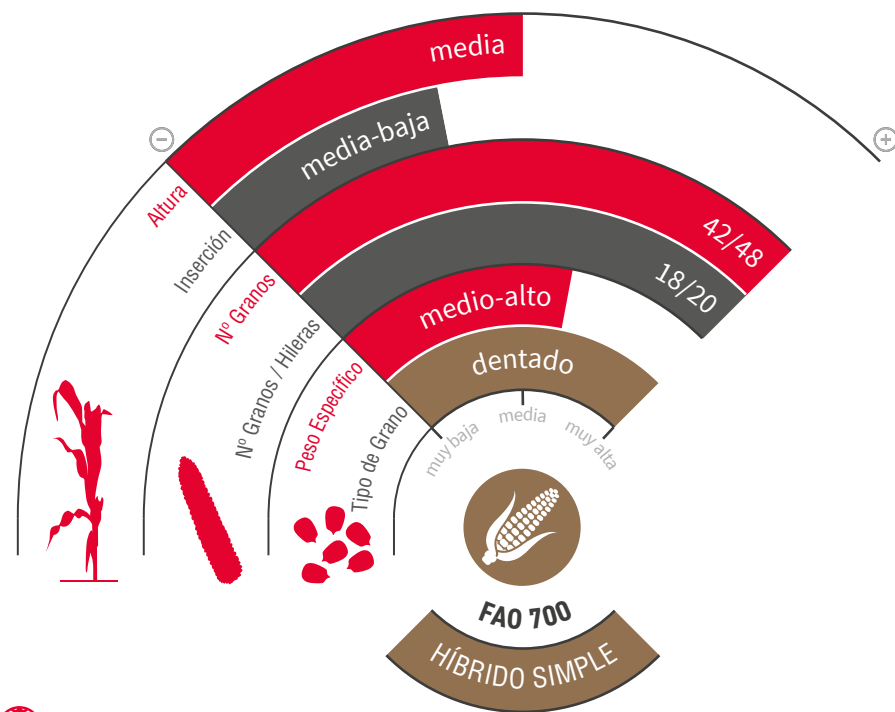 media
media-baja
42/48
18/20
medio-alto
dentado
Altura
Inserción
Nº Granos
Nº Granos / Hileras
Peso Específico
Tipo de Grano
muy baja
media
muy alta
FAO 700
HÍBRIDO SIMPLE